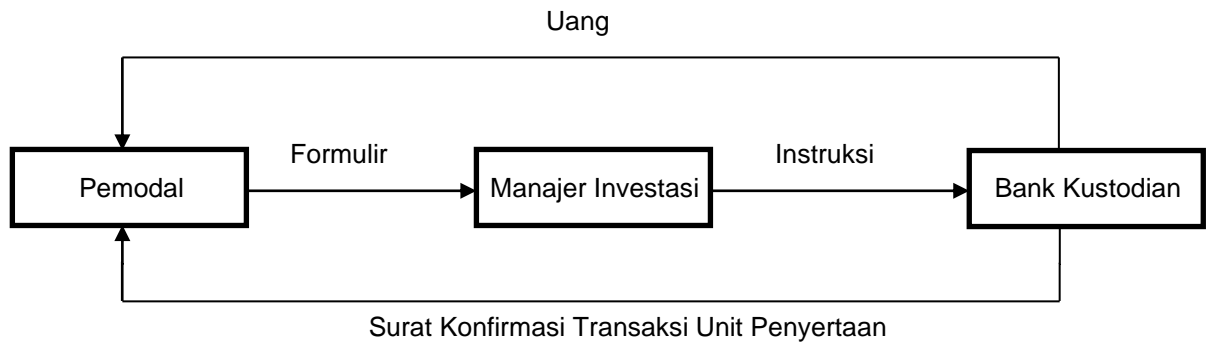 Uang
Formulir
Instruksi
Pemodal
Manajer Investasi
Bank Kustodian
Surat Konfirmasi Transaksi Unit Penyertaan